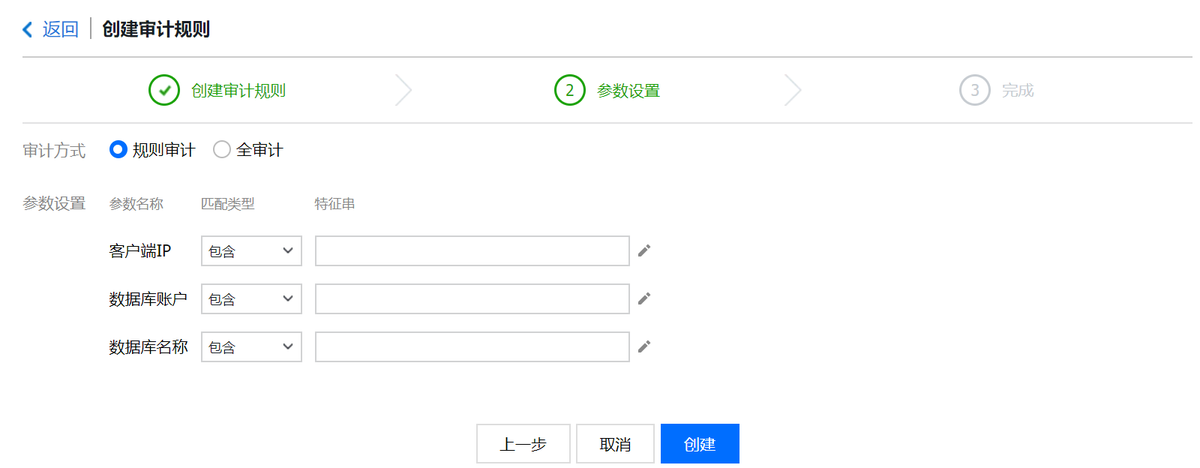 返回 创建审计规则
创建审计规则 2 参数设置 3 完成
审计方式 规则审计 全审计
参数设置 参数名称 匹配类型 特征串
客户端IP 包含
数据库账户 包含
数据库名称 包含
上一步 取消 创建